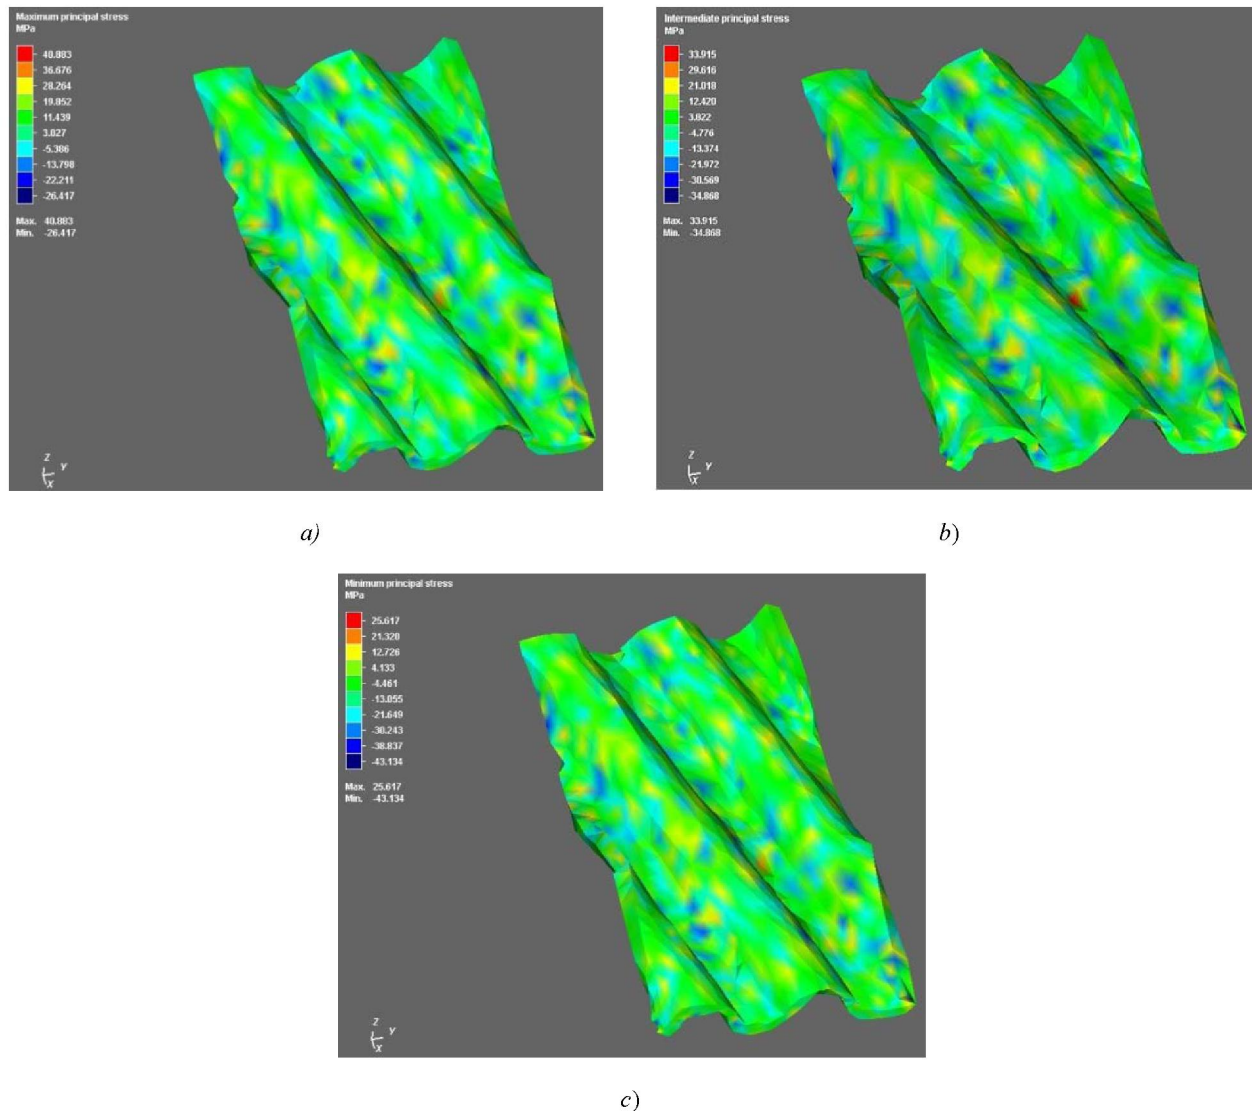 Maximum principal stress
MPa
40.883
36.676
28.264
19.852
11.439
3.027
-5.386
-13.798
-22.211
-26.417
Max. 40.883
Min. -26.417
Z
Y
X
a)
Intermediate principal stress
MPa
33.915
29.616
21.018
12.420
3.822
-4.776
-13.374
-21.972
-30.569
-34.868
Max. 33.915
Min. -34.868
Z
Y
X
b)
Minimum principal stress
MPa
25.617
21.320
12.726
4.133
-4.461
-13.055
-21.649
-30.243
-38.837
-43.134
Max. 25.617
Min. -43.134
Z
Y
X
c)